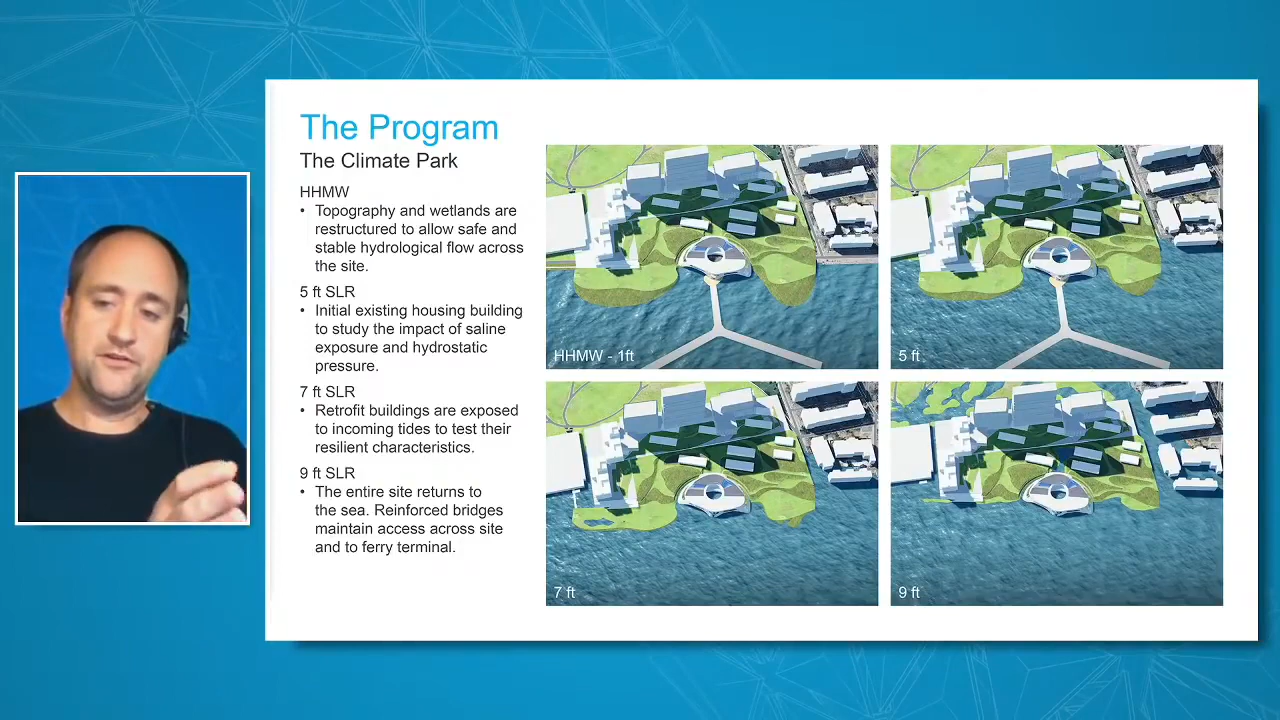 The Program
The Climate Park
HHMW
• Topography and wetlands are
restructured to allow safe and
stable hydrological flow across
the site.
5 ft SLR
• Initial existing housing building
to study the impact of saline
exposure and hydrostatic
pressure.
7 ft SLR
• Retrofit buildings are exposed
to incoming tides to test their
resilient characteristics.
9 ft SLR
• The entire site returns to
the sea. Reinforced bridges
maintain access across site
and to ferry terminal.
HHMW - 1ft
5 ft
7 ft
9 ft